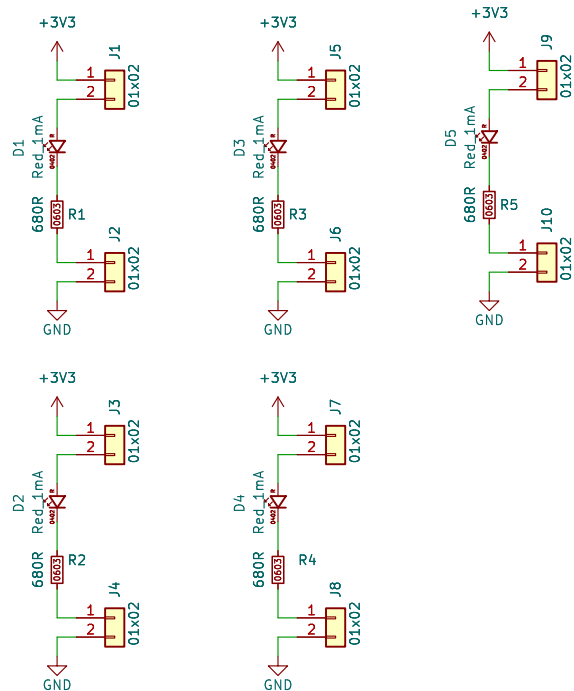 +3V3
J1
1
2
01x02
D1
Red_1mA
R
0402
680R
0603
R1
J2
1
2
01x02
GND
+3V3
J5
1
2
01x02
D3
Red_1mA
R
0402
680R
0603
R3
J6
1
2
01x02
GND
+3V3
J9
1
2
01x02
D5
Red_1mA
R
0402
680R
0603
R5
J10
1
2
01x02
GND
+3V3
J3
1
2
01x02
D2
Red_1mA
R
0402
680R
0603
R2
J4
1
2
01x02
GND
+3V3
J7
1
2
01x02
D4
Red_1mA
R
0402
680R
0603
R4
J8
1
2
01x02
GND